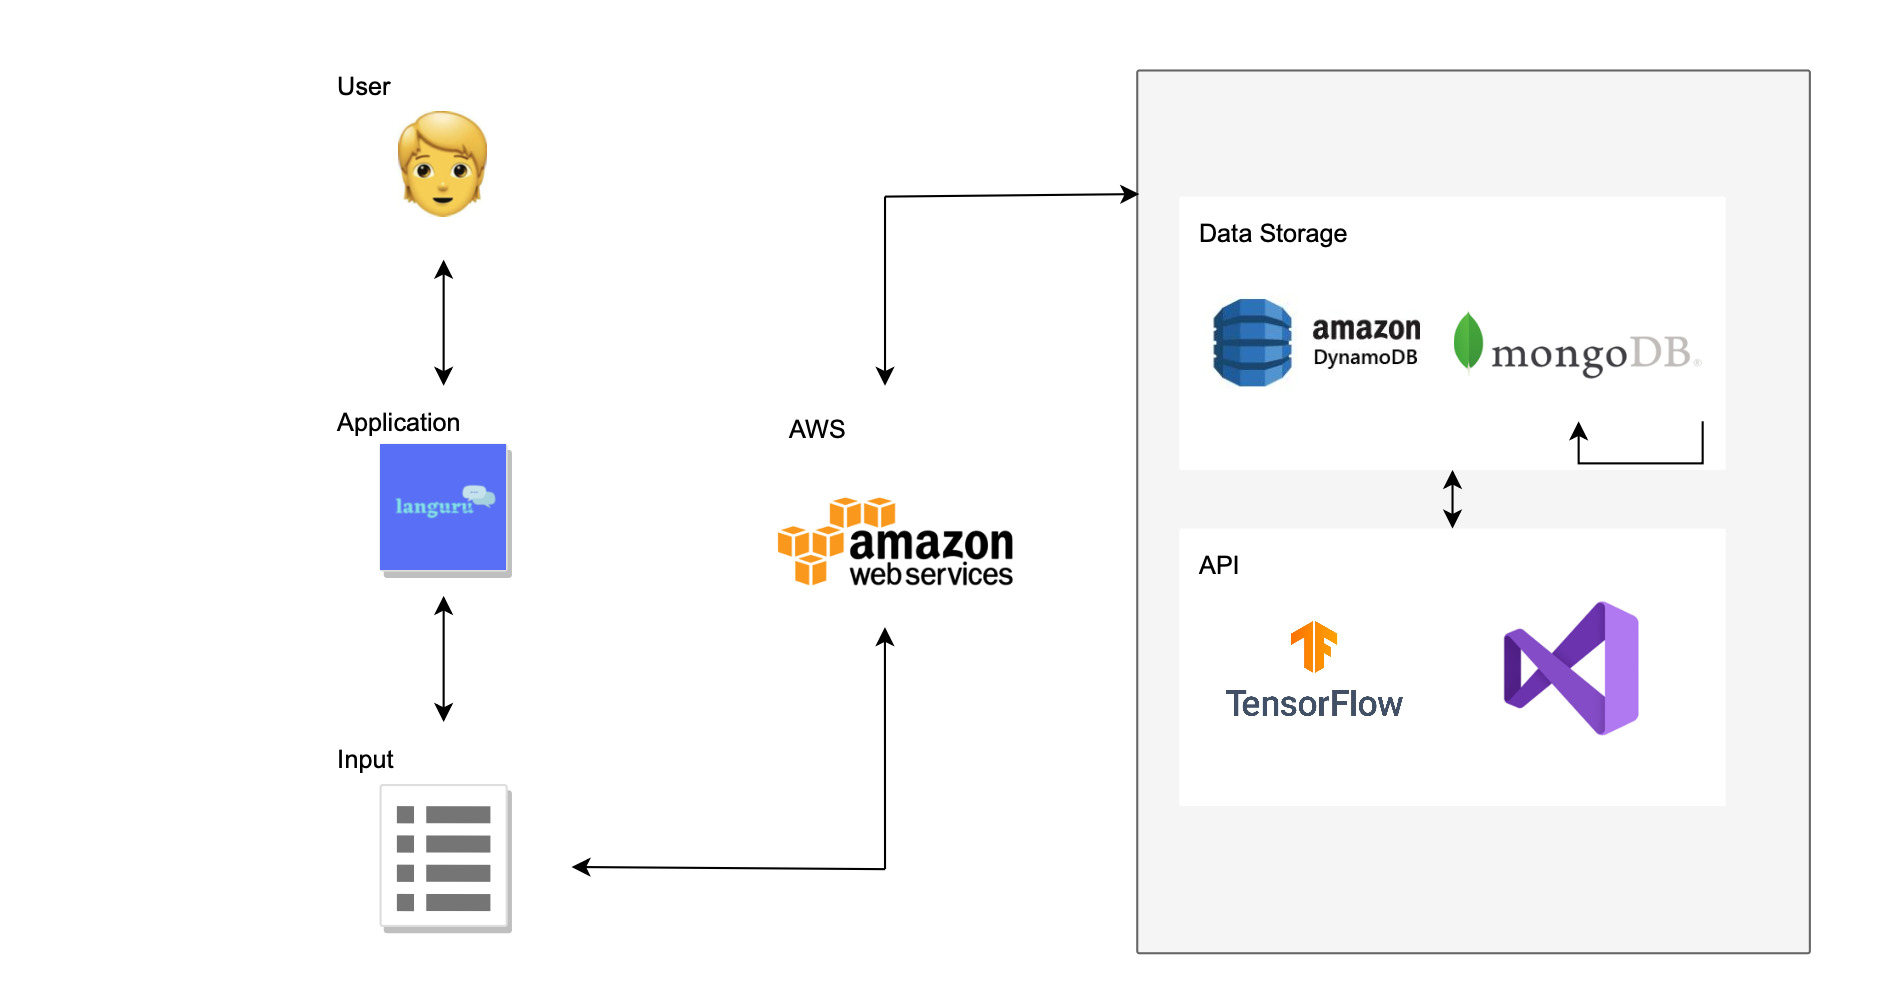 User
Application
languru
Input
AWS
amazon
web services
Data Storage
amazon
DynamoDB
mongoDB®
API
TensorFlow